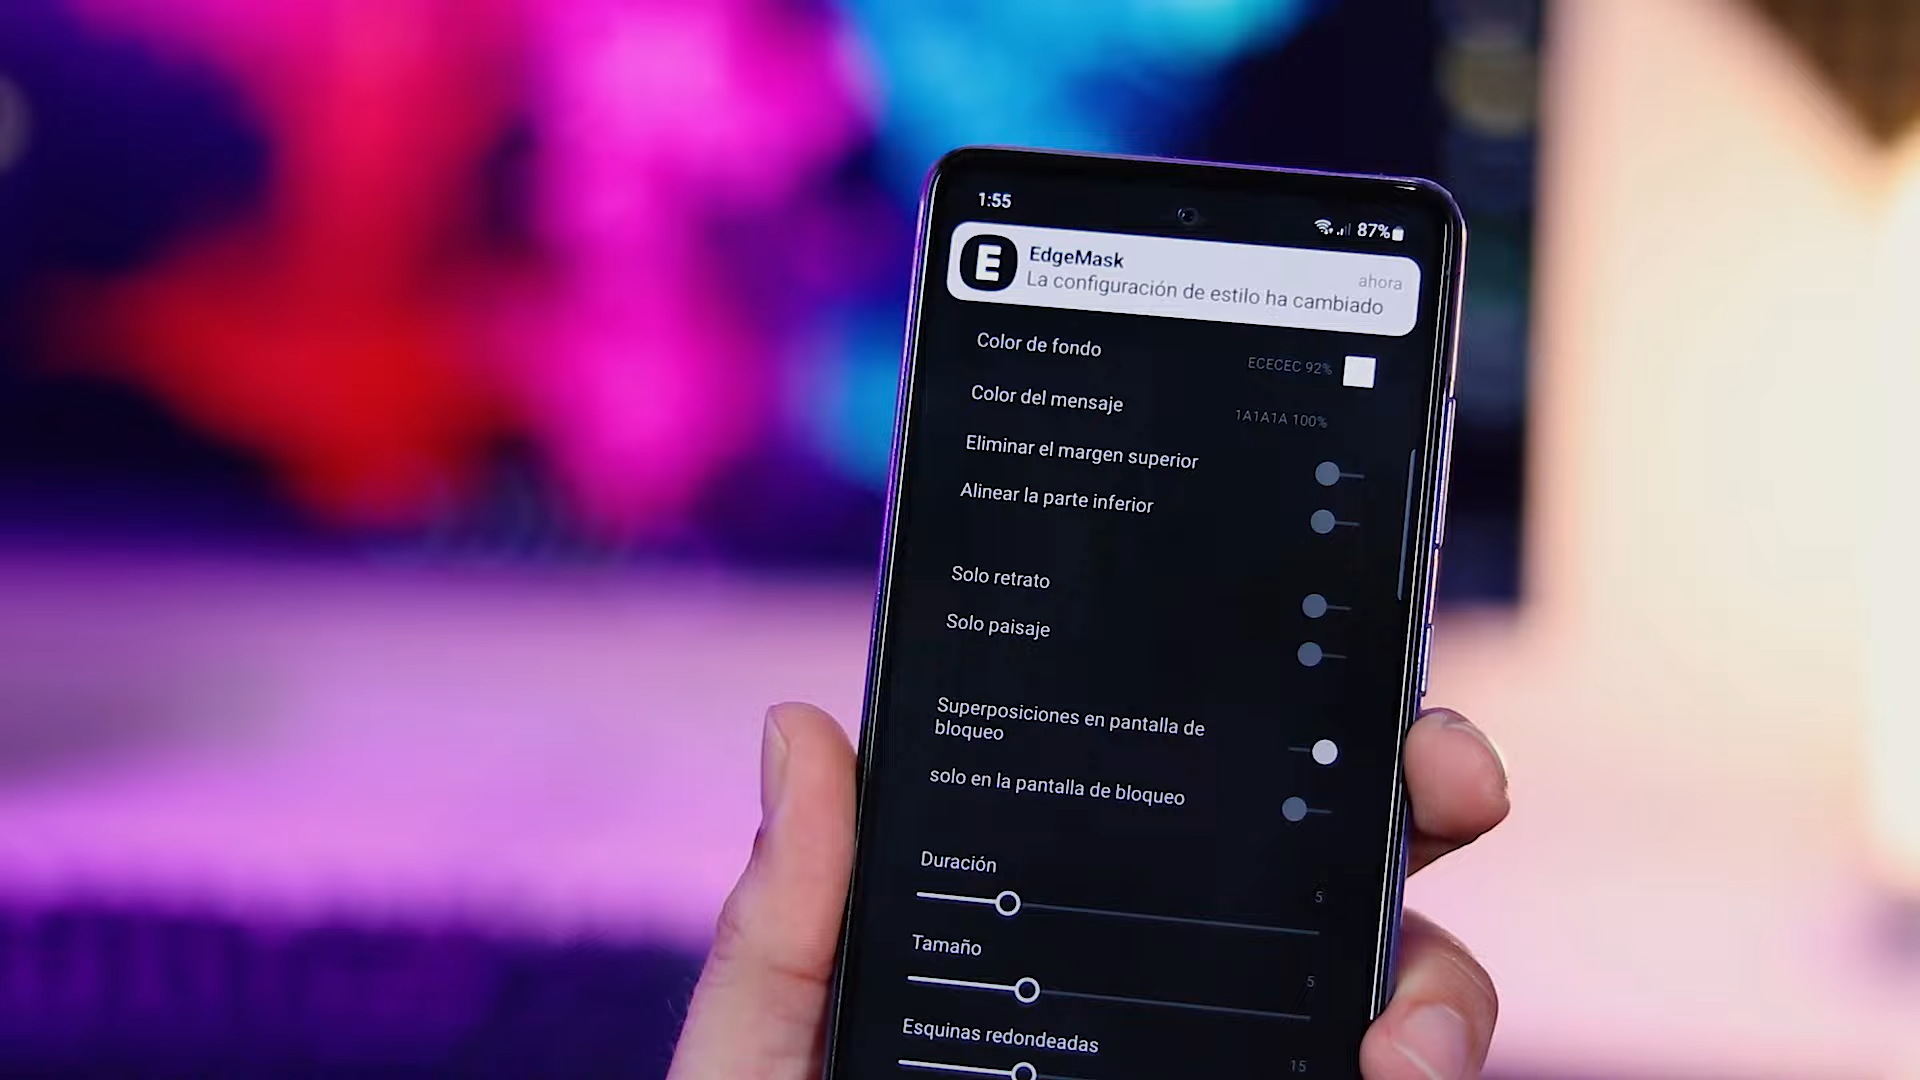 1:55
87%
E
EdgeMask
ahora
La configuración de estilo ha cambiado
Color de fondo
ECECEC 92%
Color del mensaje
1A1A1A 100%
Eliminar el margen superior
Alinear la parte inferior
Solo retrato
Solo paisaje
Superposiciones en pantalla de
bloqueo
solo en la pantalla de bloqueo
Duración
5
Tamaño
5
Esquinas redondeadas
15